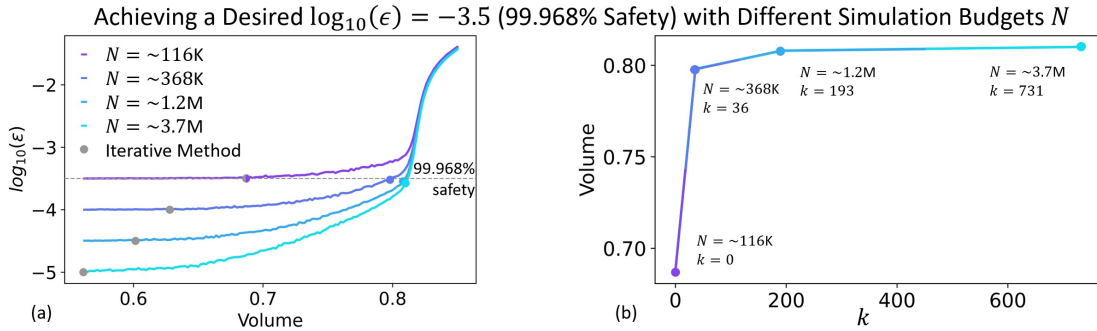 Achieving a Desired log₁₀(ϵ) = −3.5 (99.968% Safety) with Different Simulation Budgets N
N = ~116K
N = ~368K
N = ~1.2M
N = ~3.7M
Iterative Method
99.968%
safety
log₁₀(ε)
−2
−3
−4
−5
0.6
0.7
0.8
Volume
(a)
Volume
0.80
0.75
0.70
N = ~368K
k = 36
N = ~1.2M
k = 193
N = ~3.7M
k = 731
N = ~116K
k = 0
0
200
400
600
k
(b)